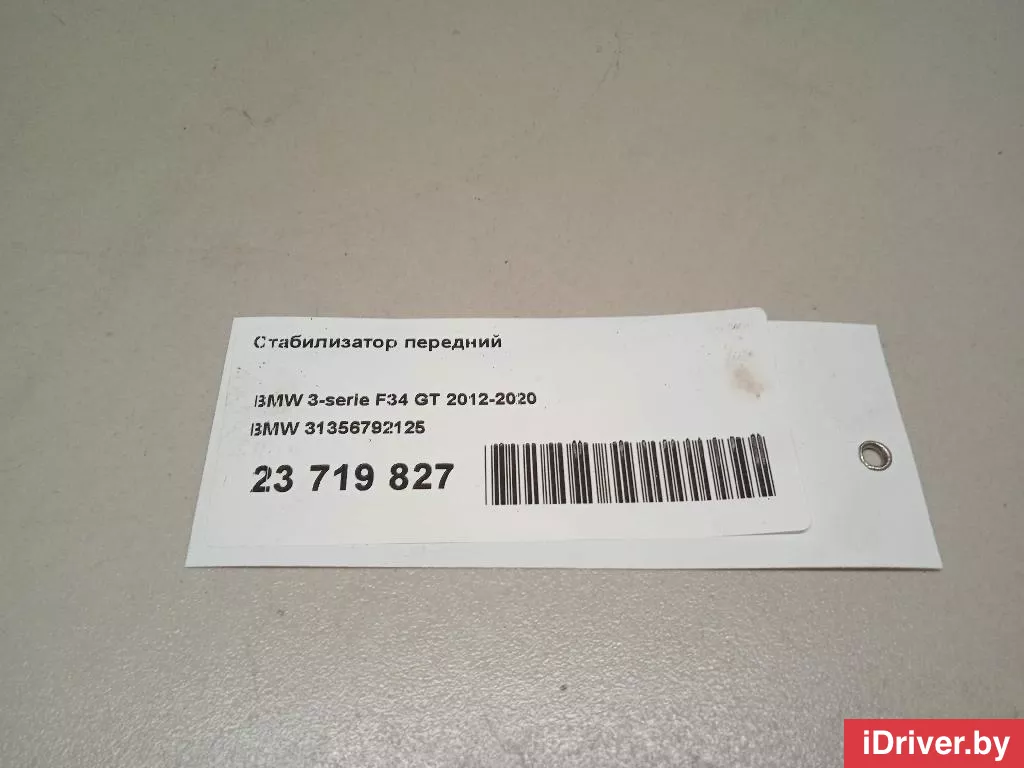 Стабилизатор передний
BMW 3-serie F34 GT 2012-2020
BMW 31356792125
23 719 827
iDriver.by